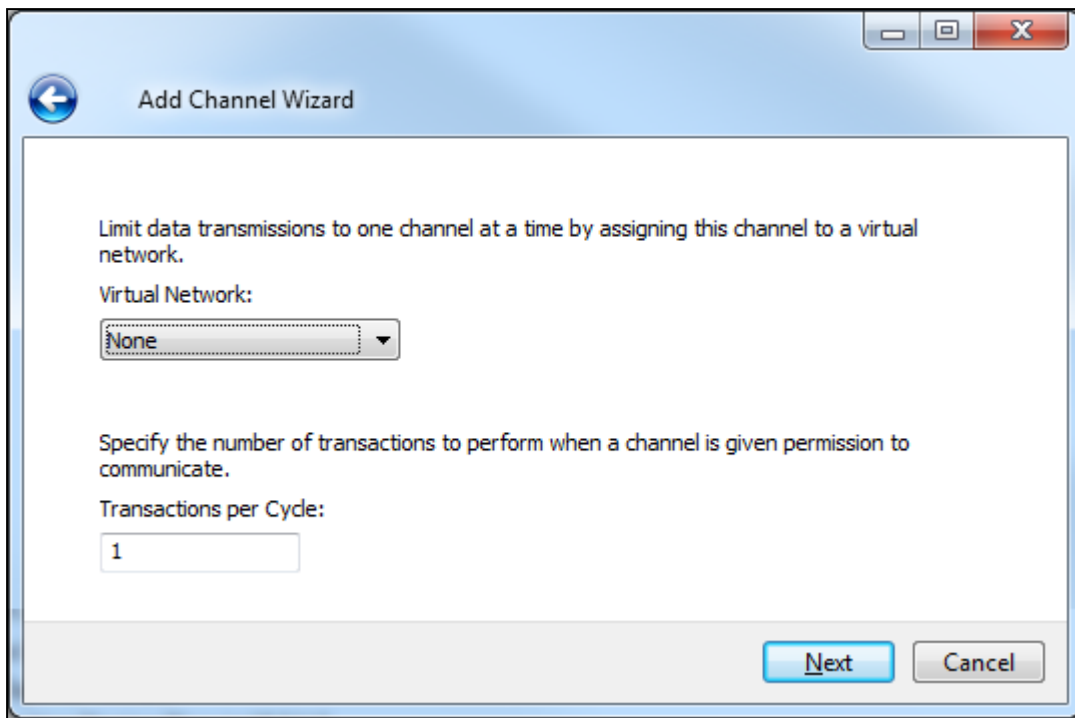 Add Channel Wizard
Limit data transmissions to one channel at a time by assigning this channel to a virtual
network.
Virtual Network:
None
Specify the number of transactions to perform when a channel is given permission to
communicate.
Transactions per Cycle:
1
Next
Cancel